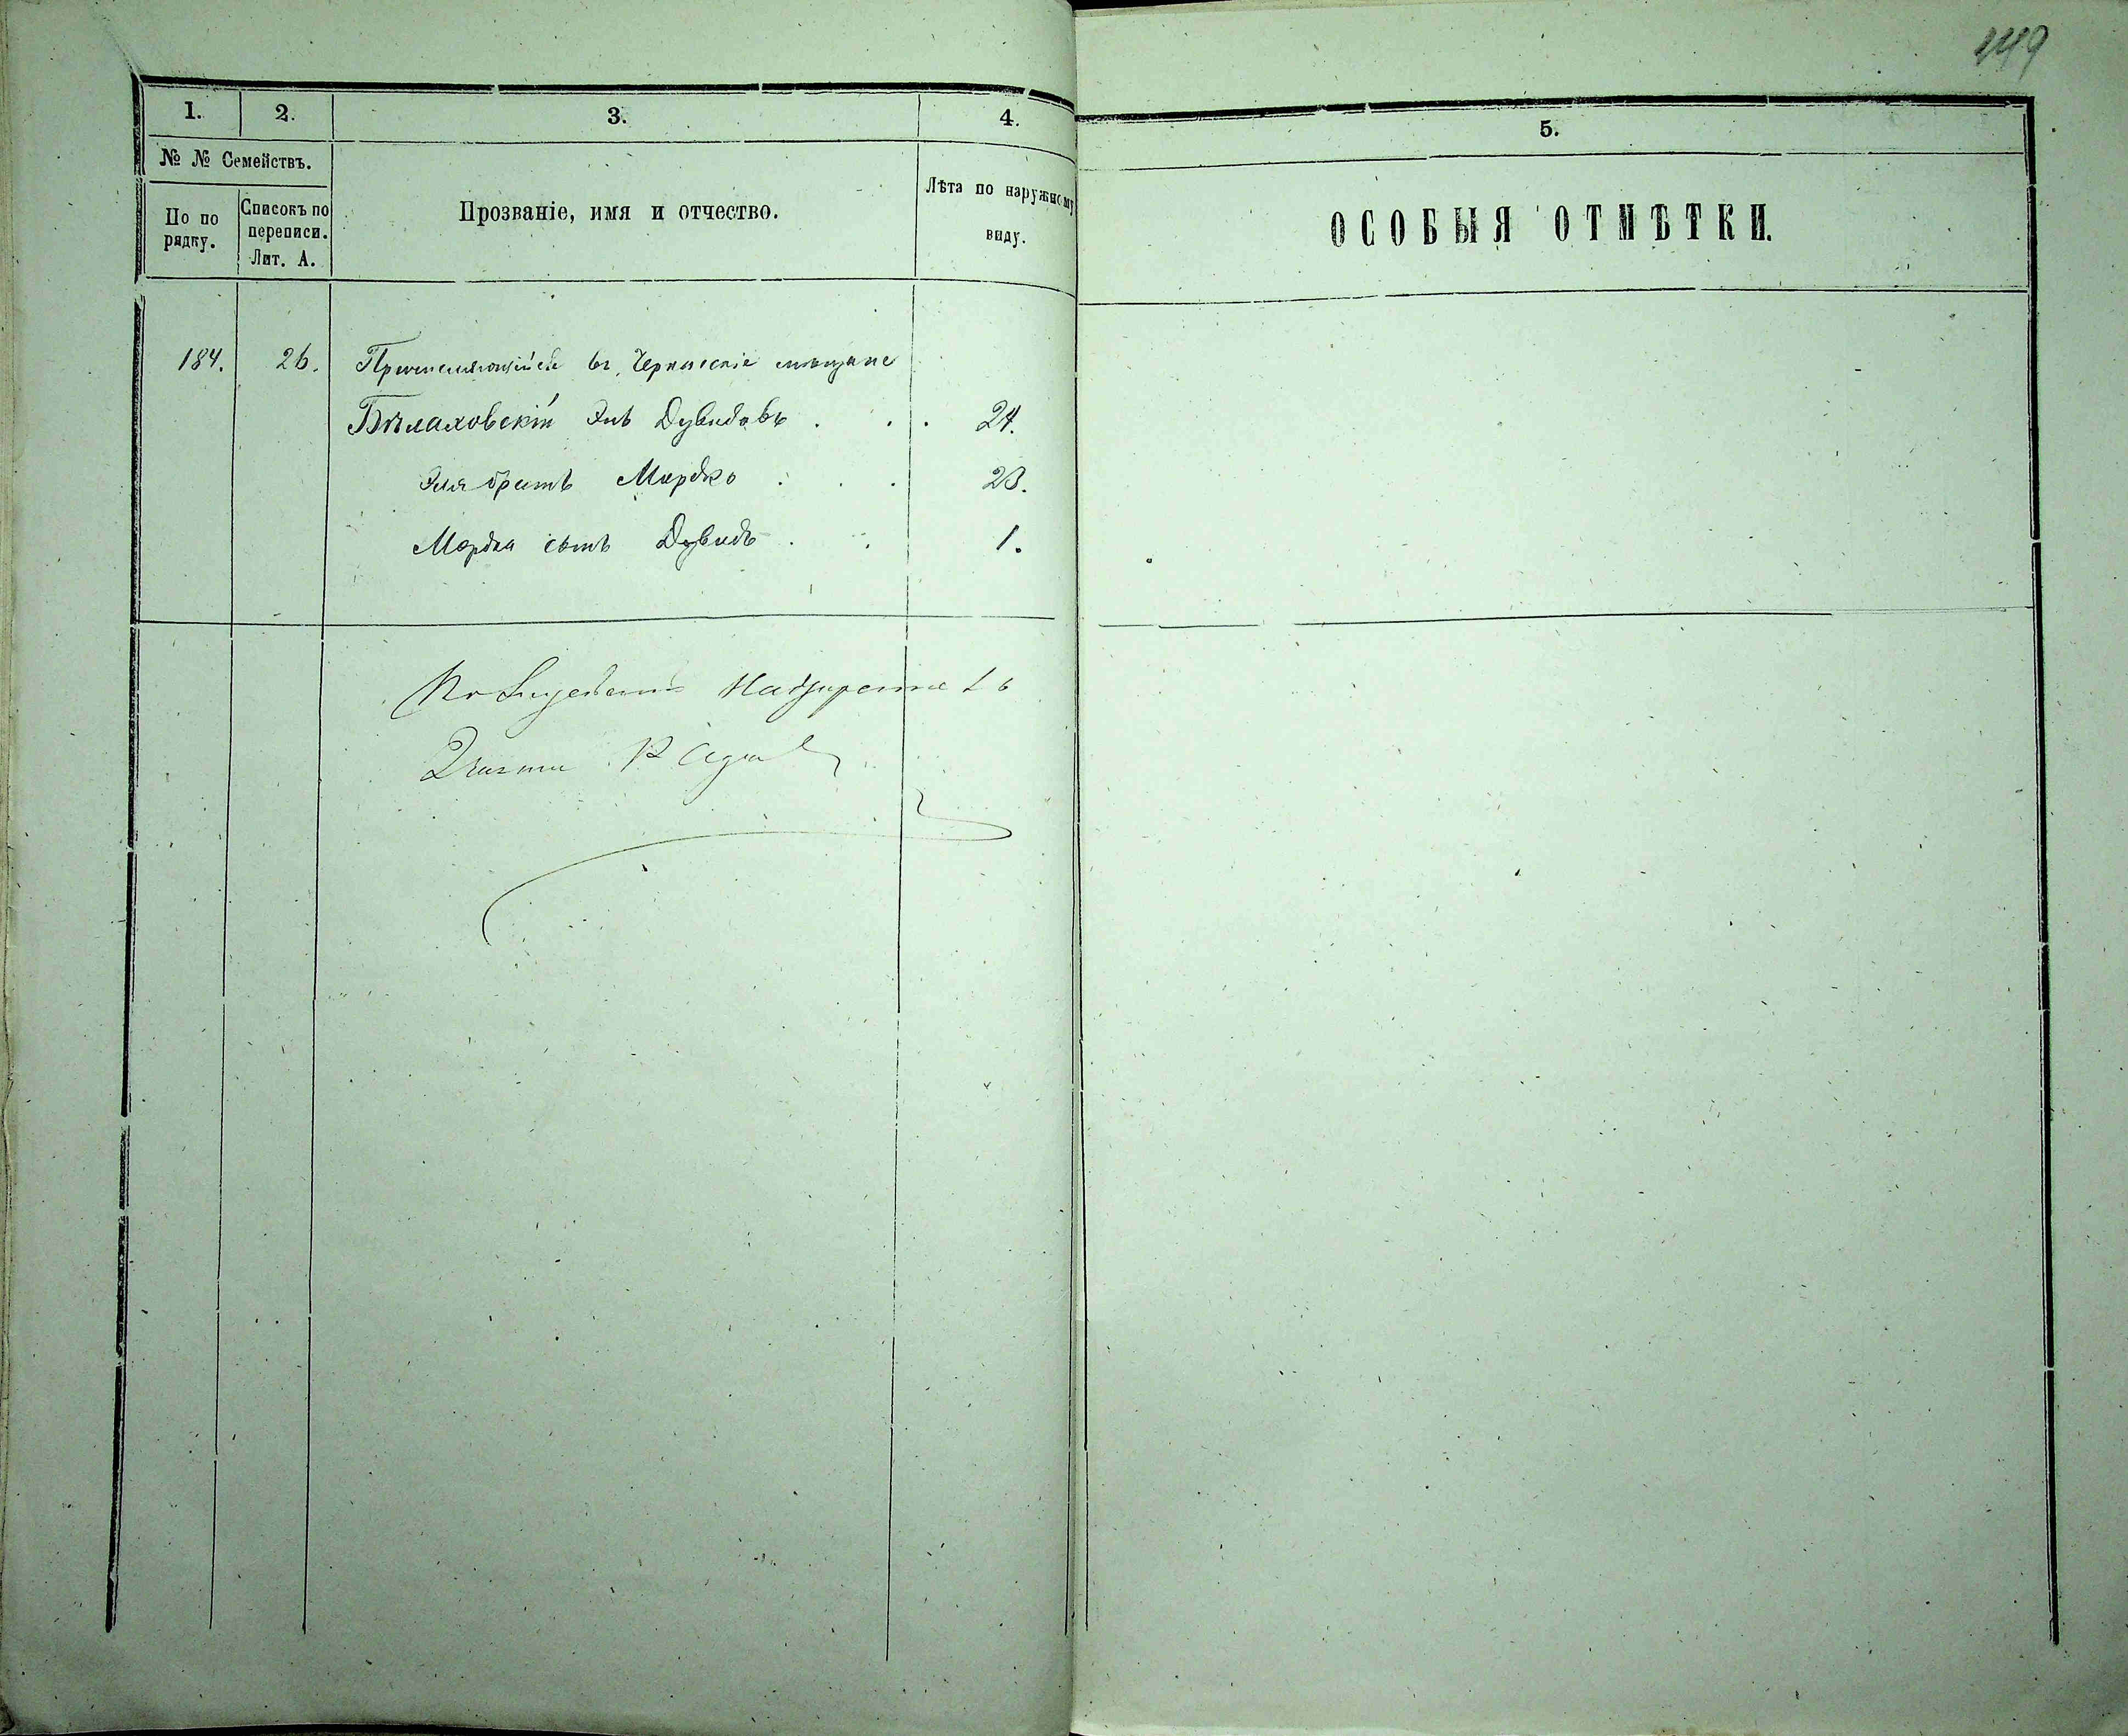 449
1. 2. 3. 4. 5.
№ № Семействъ.
По по рядку.
Списокъ по переписи. Лит. А.
Прозваніе, имя и отчество.
Лѣта по наружному виду.
ОСОБЫЯ ОТМѢТКИ.
184. 26. Причисляющійся въ Черкасскіе мѣщане
Бѣлаховскій Эль Дувидовъ . . . 24.
Эля братъ Мордко . . . 23.
Мордка сынъ Дувидъ . . 1.
Надзиратель